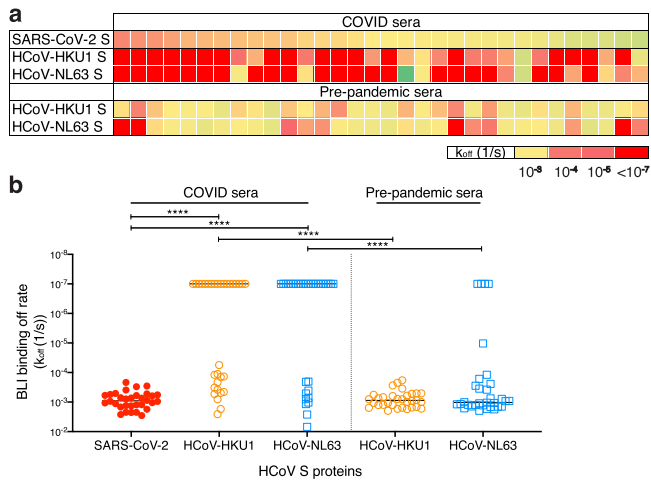 a
COVID sera
SARS-CoV-2 S
HCoV-HKU1 S
HCoV-NL63 S
Pre-pandemic sera
HCoV-HKU1 S
HCoV-NL63 S
koff (1/s)
10-3 10-4 10-5 <10-7
b
COVID sera Pre-pandemic sera
****
****
****
****
BLI binding off rate
(koff (1/s))
10-8
10-7
10-6
10-5
10-4
10-3
10-2
SARS-CoV-2 HCoV-HKU1 HCoV-NL63 HCoV-HKU1 HCoV-NL63
HCoV S proteins